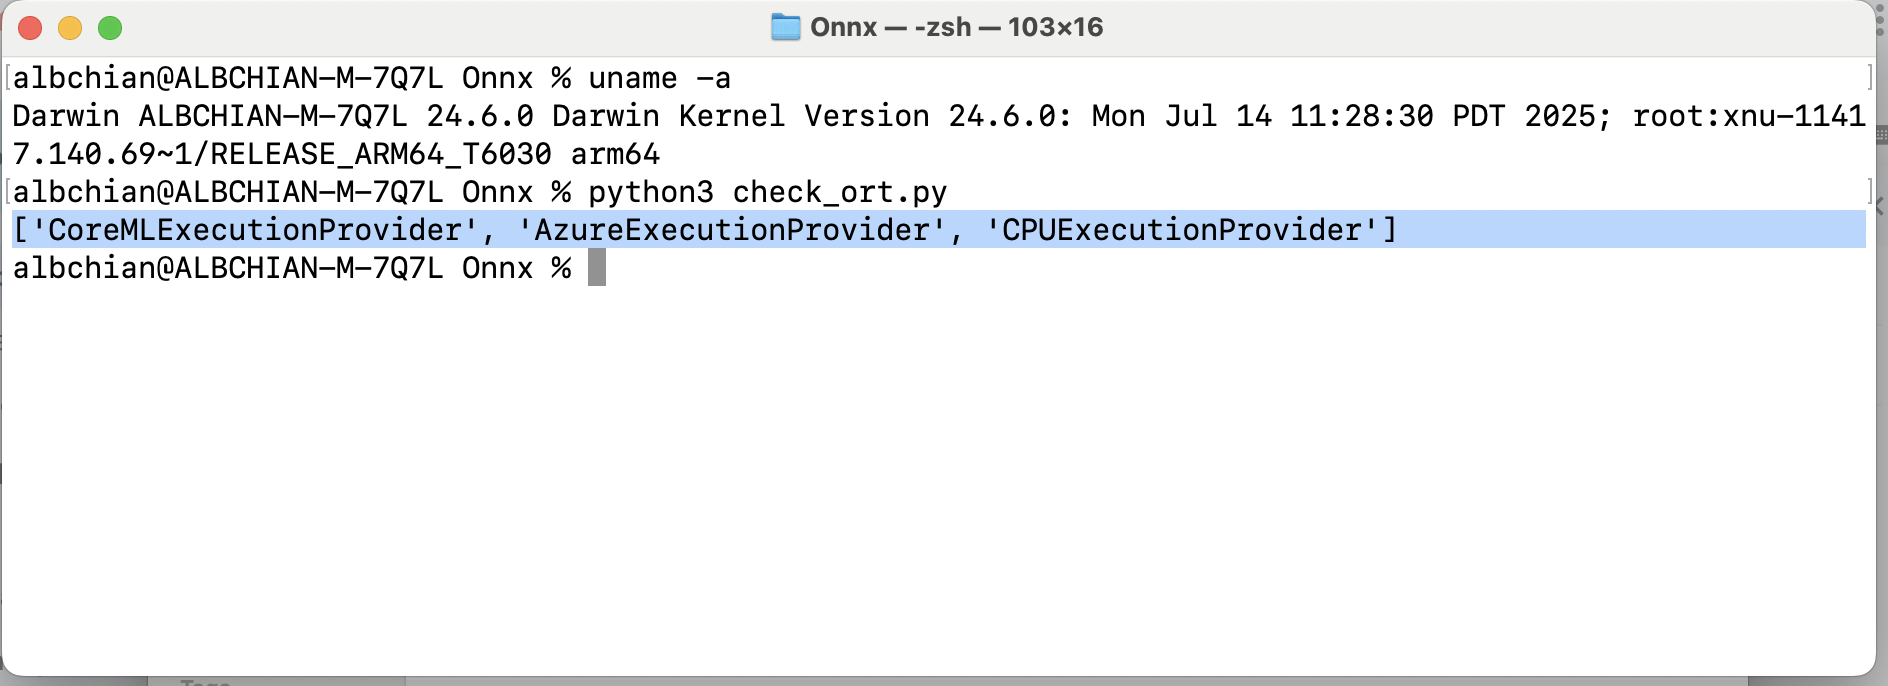 Onnx — -zsh — 103×16
[albchian@ALBCHIAN-M-7Q7L Onnx % uname -a ]
Darwin ALBCHIAN-M-7Q7L 24.6.0 Darwin Kernel Version 24.6.0: Mon Jul 14 11:28:30 PDT 2025; root:xnu-1141
7.140.69~1/RELEASE_ARM64_T6030 arm64
[albchian@ALBCHIAN-M-7Q7L Onnx % python3 check_ort.py ]
['CoreMLExecutionProvider', 'AzureExecutionProvider', 'CPUExecutionProvider']
albchian@ALBCHIAN-M-7Q7L Onnx %